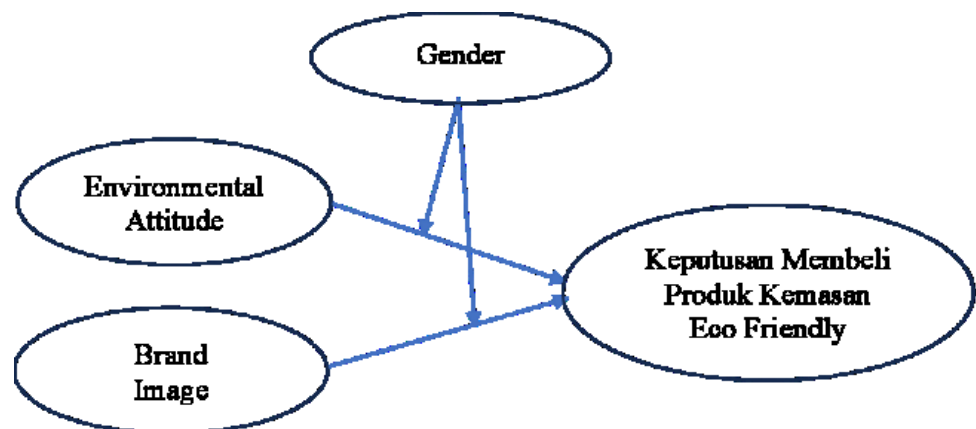 Gender
Environmental
Attitude
Keputusan Membeli
Produk Kemasan
Eco Friendly
Brand
Image